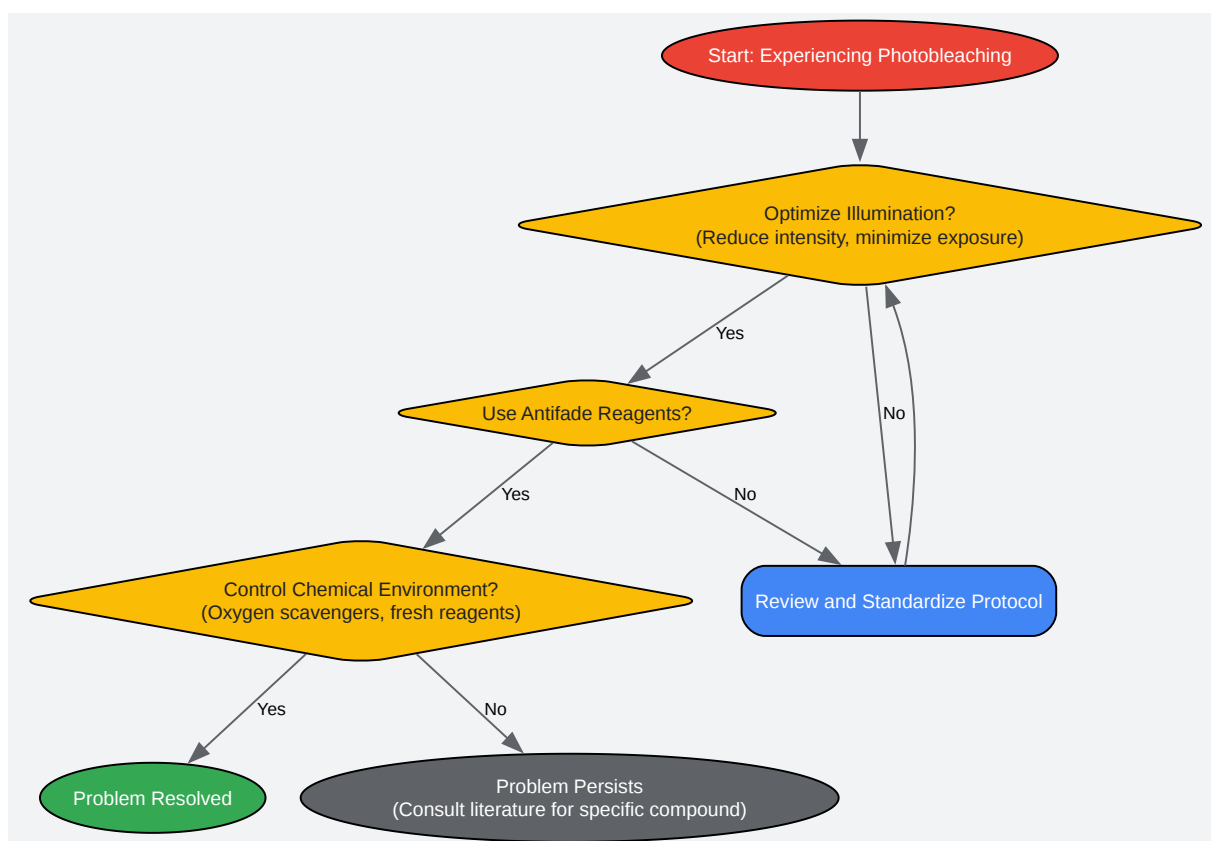 Start: Experiencing Photobleaching
Optimize Illumination?
(Reduce intensity, minimize exposure)
Yes
No
Use Antifade Reagents?
Yes
No
Control Chemical Environment?
(Oxygen scavengers, fresh reagents)
Review and Standardize Protocol
Yes
No
Problem Resolved
Problem Persists
(Consult literature for specific compound)